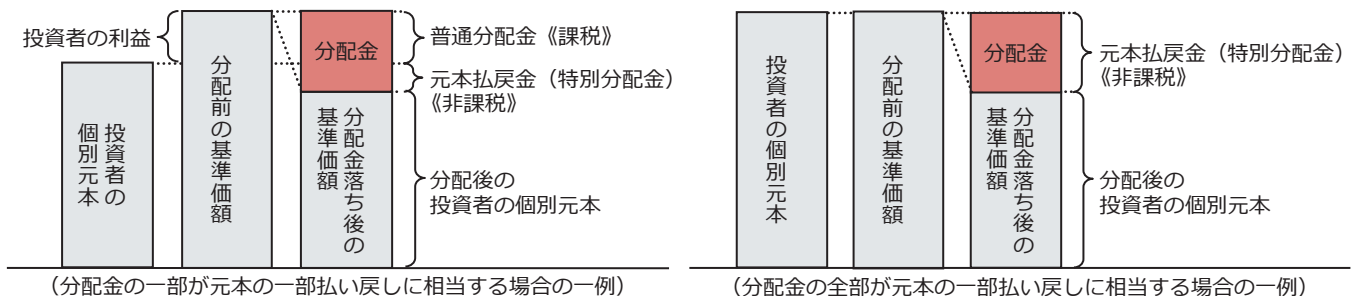 投資者の利益
投資者の
個別元本
分配前の基準価額
分配金
分配金落ち後の
基準価額
普通分配金《課税》
元本払戻金（特別分配金）
《非課税》
分配後の
投資者の個別元本
（分配金の一部が元本の一部払い戻しに相当する場合の一例）
投資者の個別元本
分配前の基準価額
分配金
分配金落ち後の
基準価額
元本払戻金（特別分配金）
《非課税》
分配後の
投資者の個別元本
（分配金の全部が元本の一部払い戻しに相当する場合の一例）